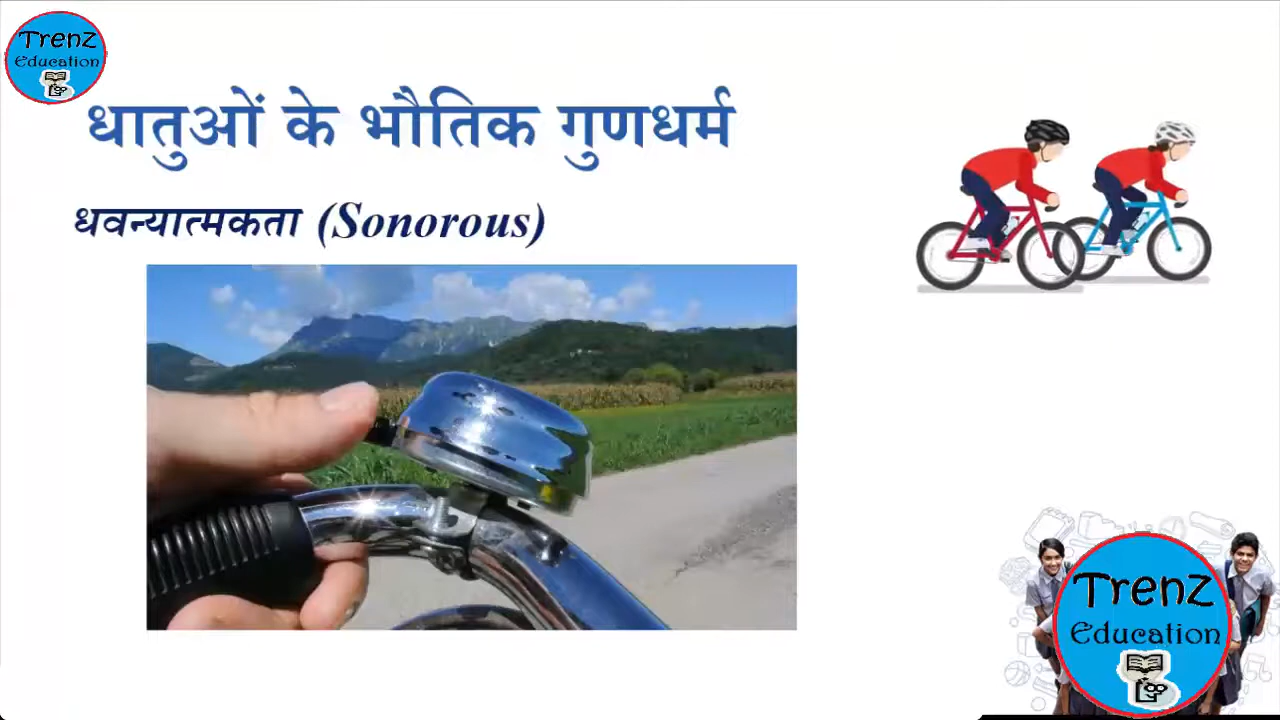 Trenz
Education
धातुओं के भौतिक गुणधर्म
धवन्यात्मकता (Sonorous)
Trenz
Education